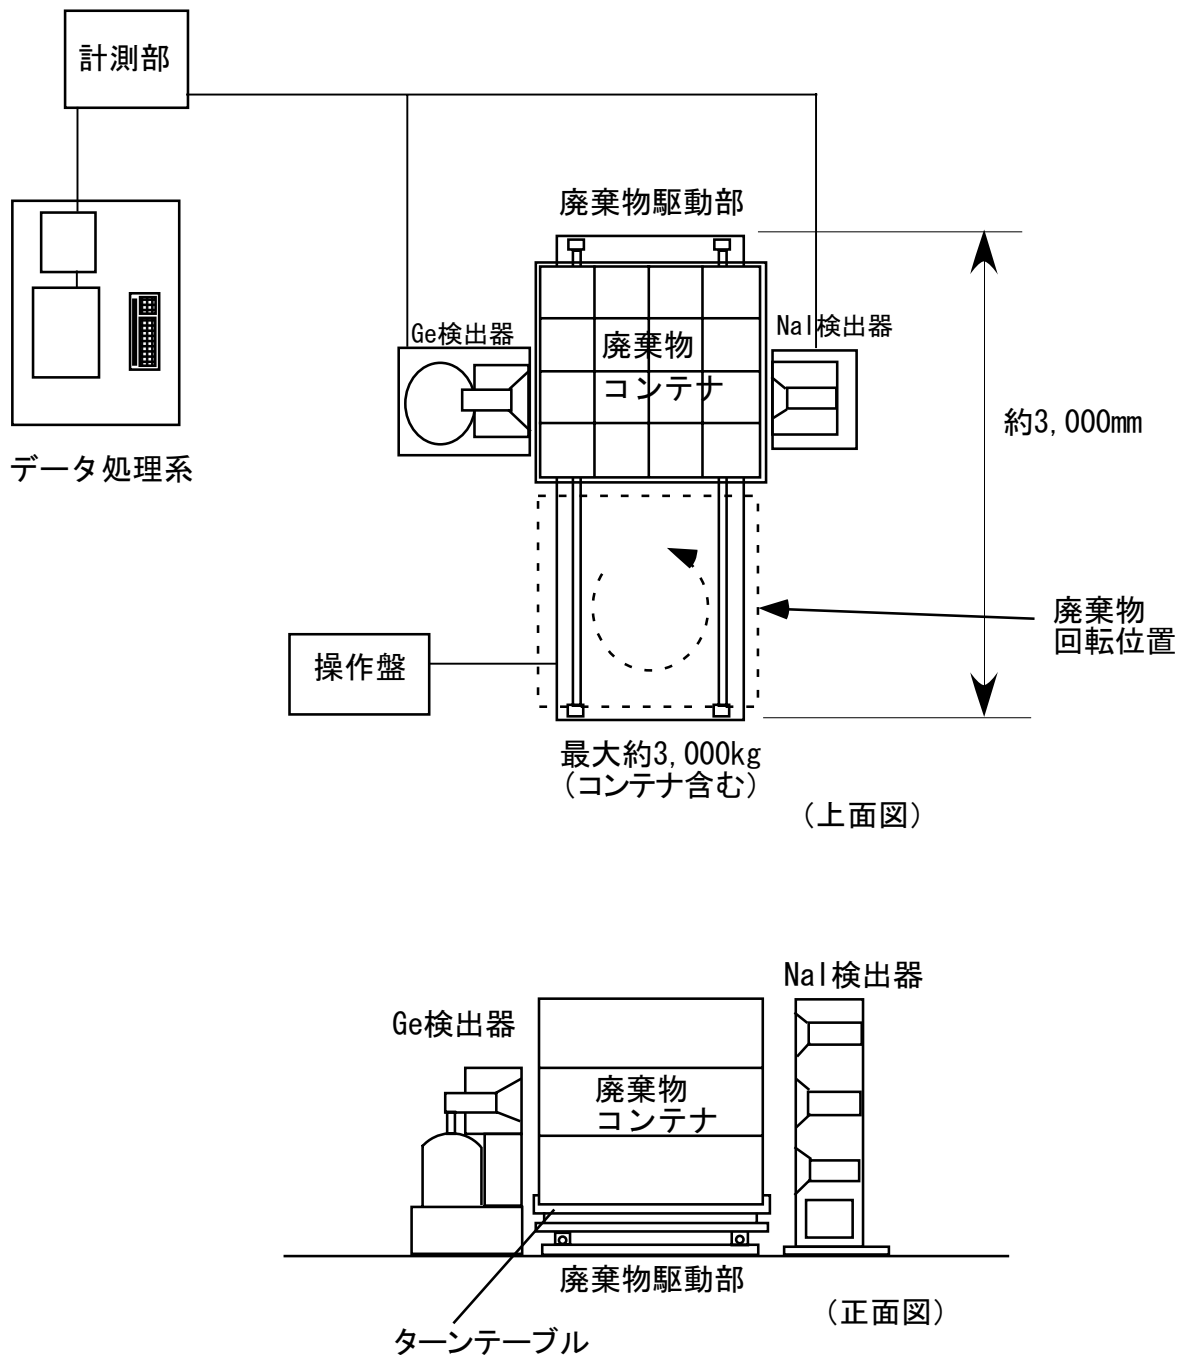 計測部
廃棄物駆動部
Ge検出器
NaI検出器
廃棄物
コンテナ
約3,000mm
データ処理系
廃棄物
回転位置
操作盤
最大約3,000kg
（コンテナ含む）
（上面図）
NaI検出器
Ge検出器
廃棄物
コンテナ
廃棄物駆動部
（正面図）
ターンテーブル